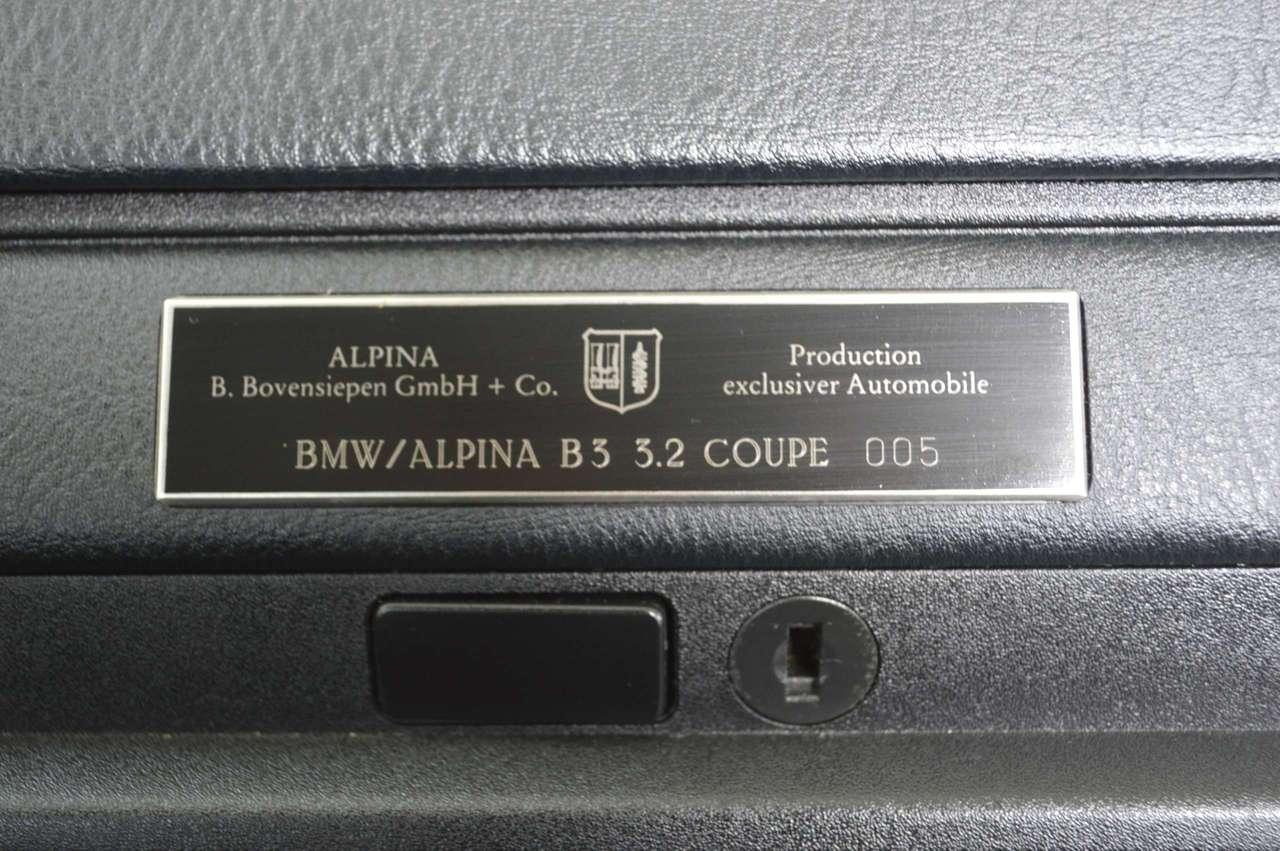 ALPINA
B. Bovensiepen GmbH + Co.
Production
exclusiver Automobile
BMW/ALPINA B3 3.2 COUPE 005